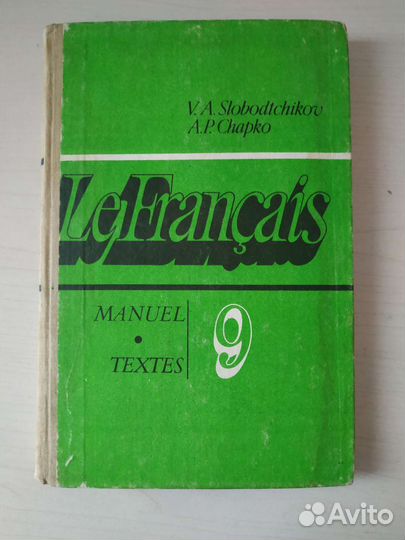 V. A. Slobodtchikov
A. P. Chapko
Le Français
MANUEL
•
TEXTES
9
Avito